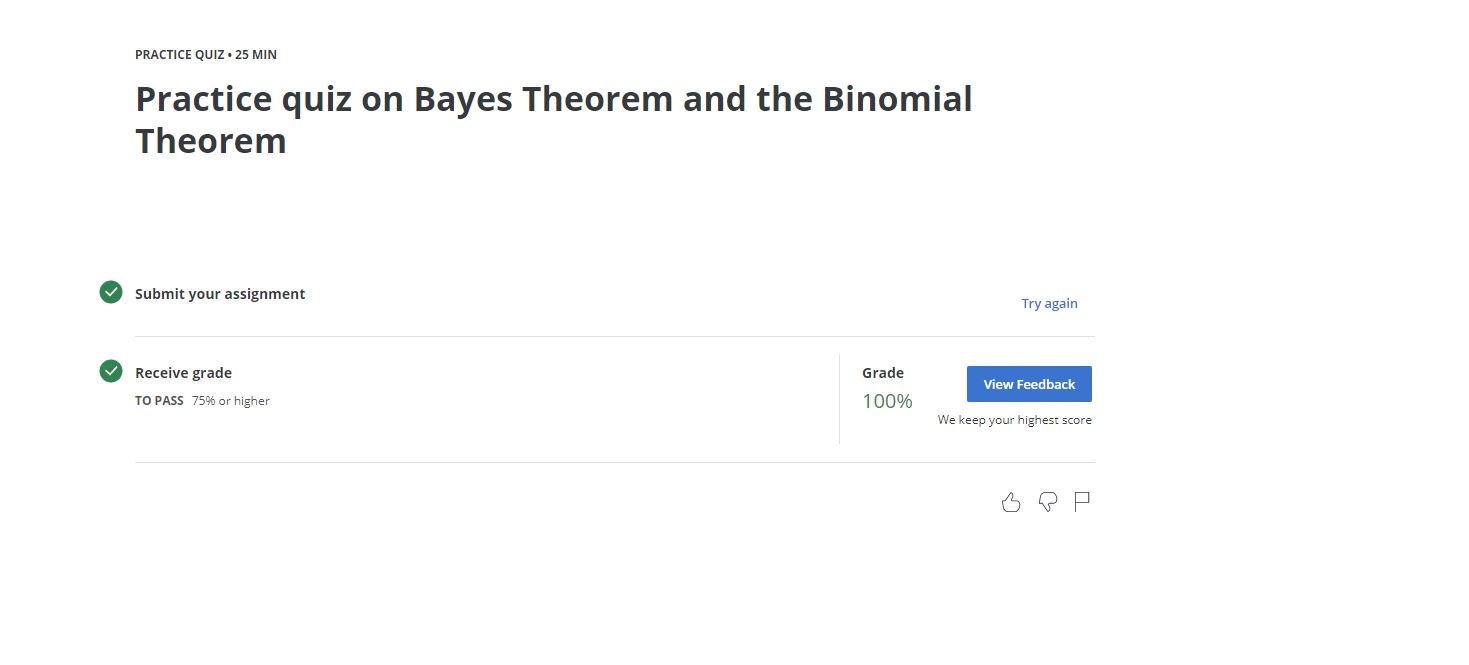 PRACTICE QUIZ • 25 MIN
Practice quiz on Bayes Theorem and the Binomial
Theorem
Submit your assignment
Try again
Receive grade
TO PASS 75% or higher
Grade
100%
View Feedback
We keep your highest score